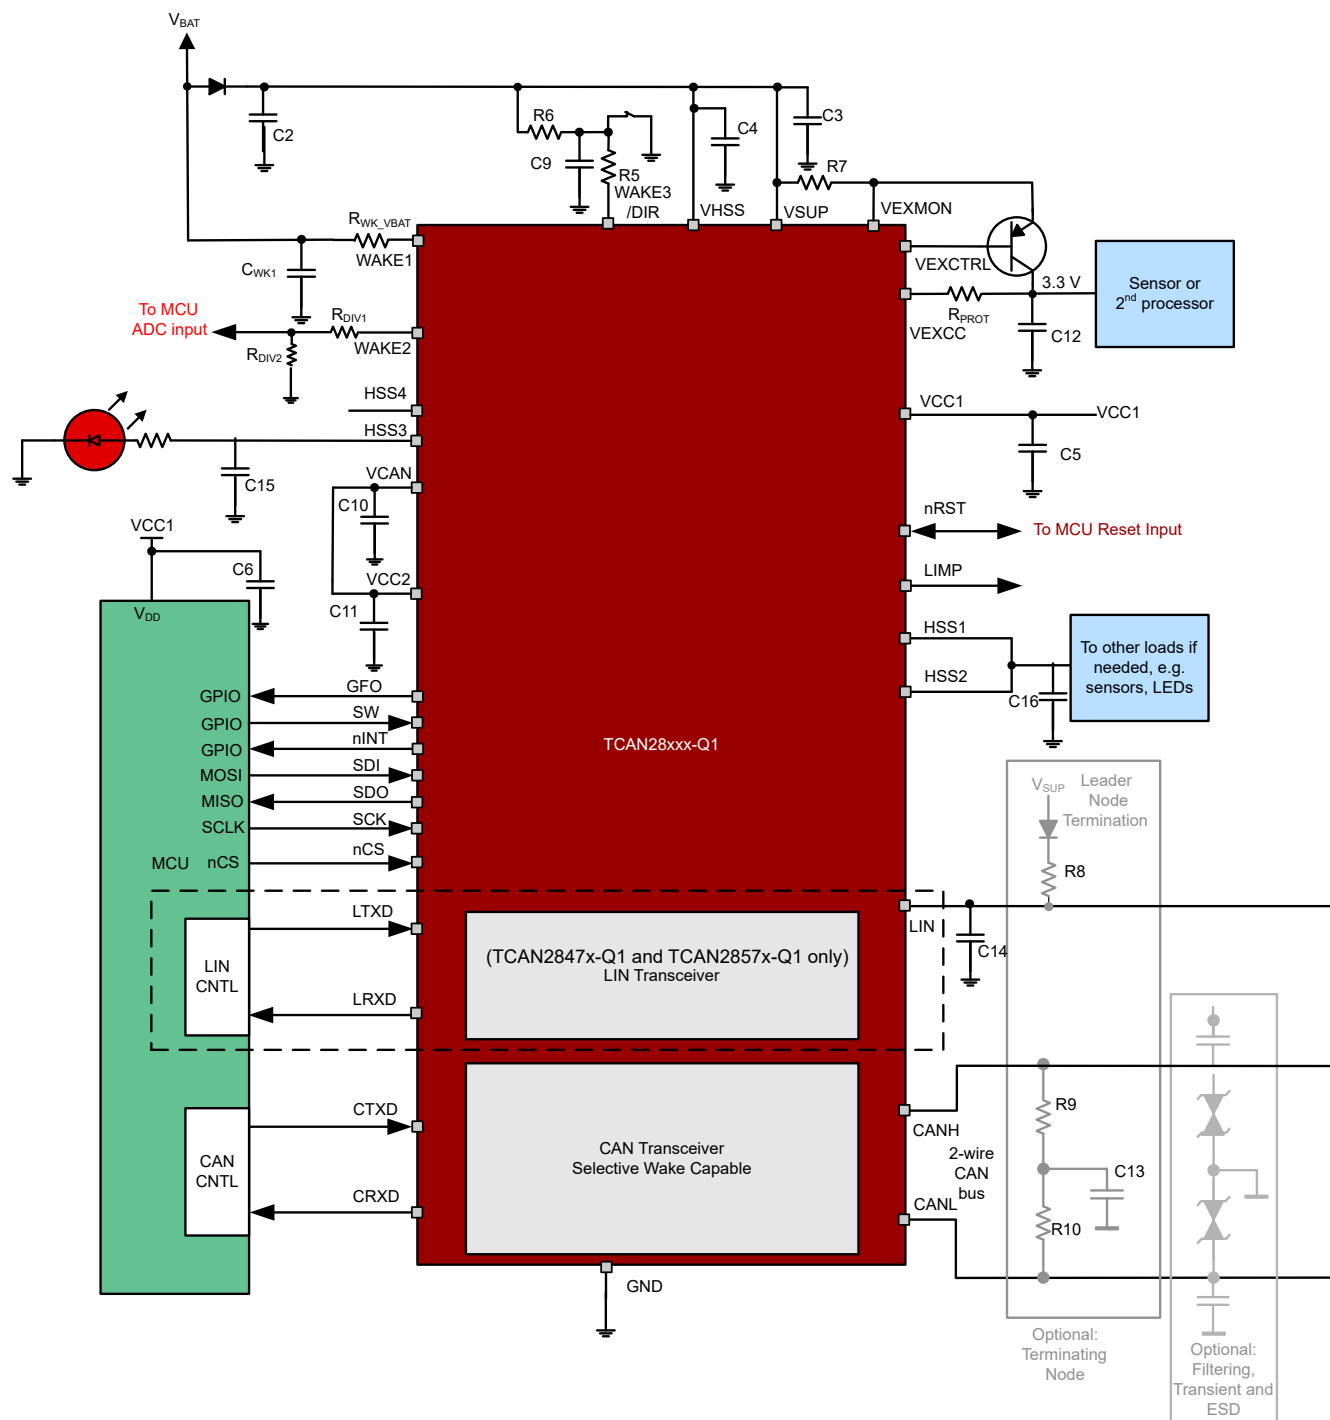 VBAT
C2
R6
C9
R5
WAKE3
/DIR
C4
C3
R7
VHSS
VSUP
VEXMON
RWK_VBAT
WAKE1
CWK1
To MCU
ADC input
RDIV1
RDIV2
WAKE2
VEXCTRL
3.3 V
RPROT
VEXCC
C12
Sensor or
2nd processor
HSS4
HSS3
C15
VCC1
VCC1
C5
VCAN
C10
VCC2
C11
nRST
To MCU Reset Input
LIMP
HSS1
HSS2
C16
To other loads if
needed, e.g.
sensors, LEDs
VCC1
C6
VDD
GPIO
GFO
GPIO
SW
GPIO
nINT
MOSI
SDI
MISO
SDO
SCLK
SCK
MCU
nCS
nCS
TCAN28xxx-Q1
VSUP
Leader
Node
Termination
R8
LTXD
LIN
CNTL
LRXD
(TCAN2847x-Q1 and TCAN2857x-Q1 only)
LIN Transceiver
LIN
C14
CTXD
CAN
CNTL
CRXD
CAN Transceiver
Selective Wake Capable
CANH
2-wire
CAN
bus
CANL
R9
C13
R10
GND
Optional:
Terminating
Node
Optional:
Filtering,
Transient and
ESD